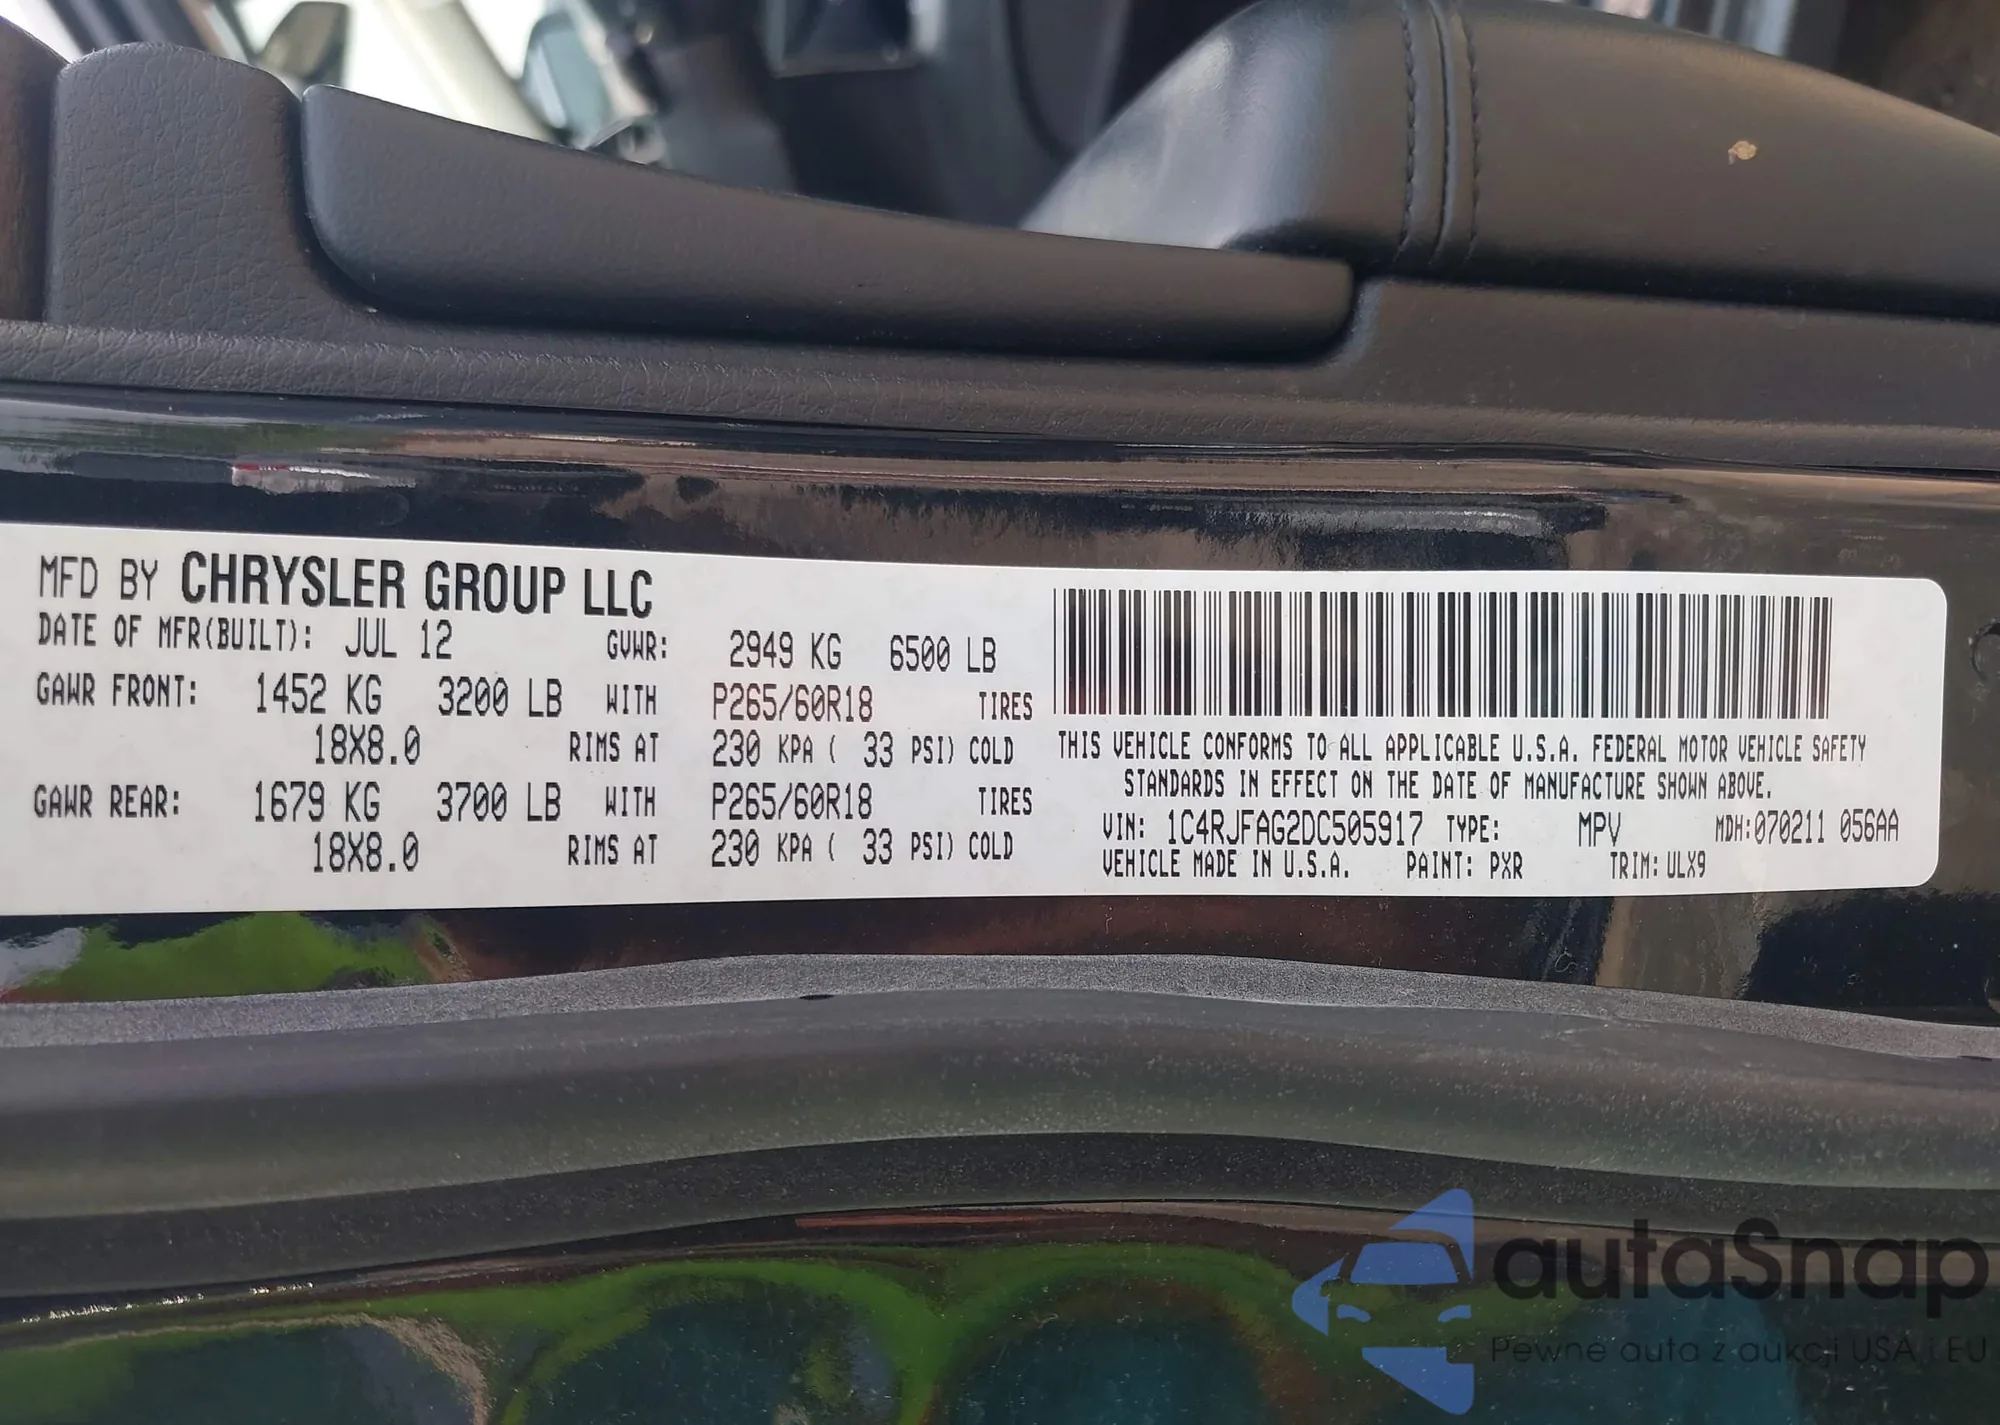 MFD BY CHRYSLER GROUP LLC
DATE OF MFR(BUILT): JUL 12 GVWR: 2949 KG 6500 LB
GAWR FRONT: 1452 KG 3200 LB WITH P265/60R18 TIRES
18X8.0 RIMS AT 230 KPA ( 33 PSI) COLD
GAWR REAR: 1679 KG 3700 LB WITH P265/60R18 TIRES
18X8.0 RIMS AT 230 KPA ( 33 PSI) COLD
THIS VEHICLE CONFORMS TO ALL APPLICABLE U.S.A. FEDERAL MOTOR VEHICLE SAFETY
STANDARDS IN EFFECT ON THE DATE OF MANUFACTURE SHOWN ABOVE.
VIN: 1C4RJFAG2DC505917 TYPE: MPV MDH:070211 056AA
VEHICLE MADE IN U.S.A. PAINT: PXR TRIM: ULX9
autaSnap
Pewne auta z aukcji USA i EU